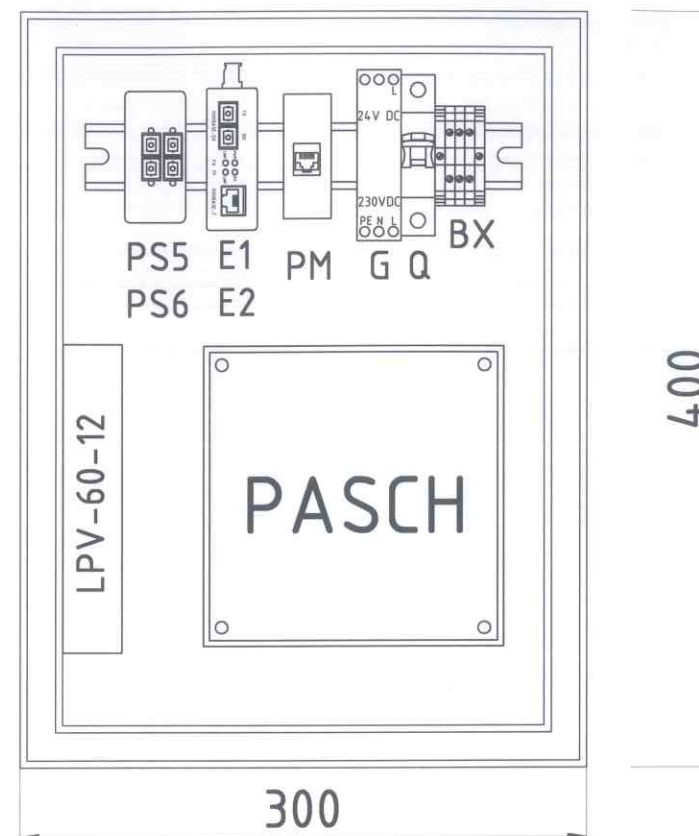 L
24V DC
230VDC
PE N L
PS5 E1 PM G Q BX
PS6 E2
LPV-60-12
PASCH
400
300